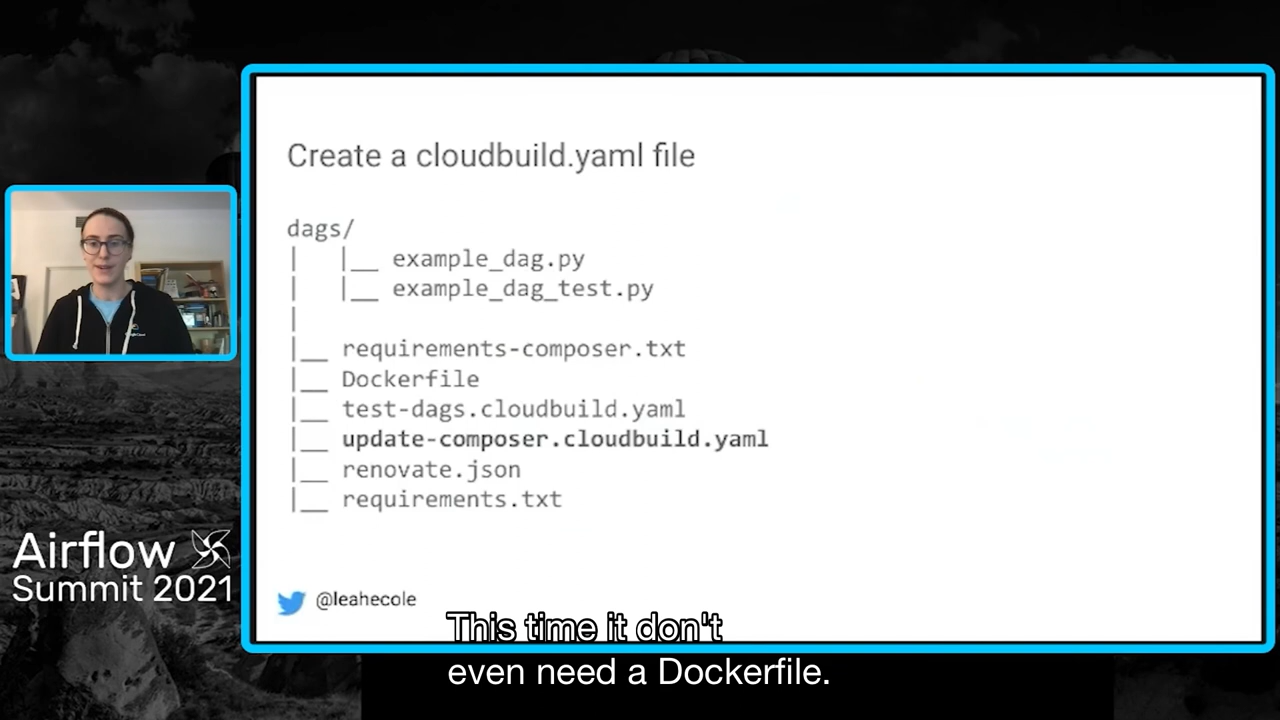 Create a cloudbuild.yaml file
dags/
|   |__ example_dag.py
|   |__ example_dag_test.py
|
|__ requirements-composer.txt
|__ Dockerfile
|__ test-dags.cloudbuild.yaml
|__ update-composer.cloudbuild.yaml
|__ renovate.json
|__ requirements.txt
Airflow
Summit 2021
@leahecole
This time it don't
even need a Dockerfile.